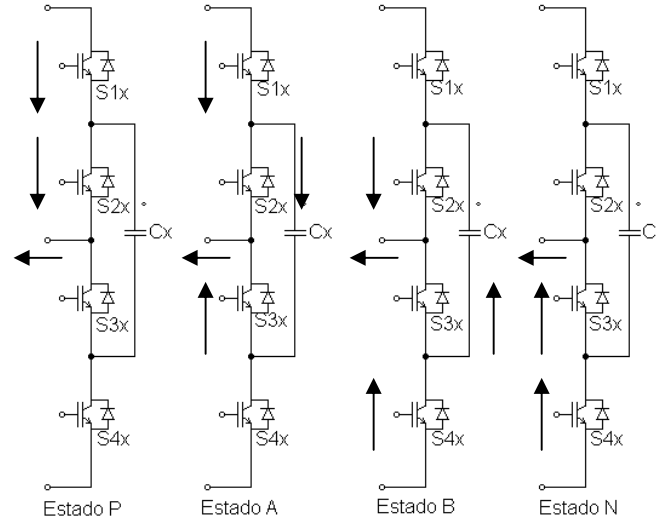 S1x S1x S1x S1x
S2x S2x S2x S2x
Cx Cx Cx C
S3x S3x S3x S3x
S4x S4x S4x S4x
Estado P Estado A Estado B Estado N